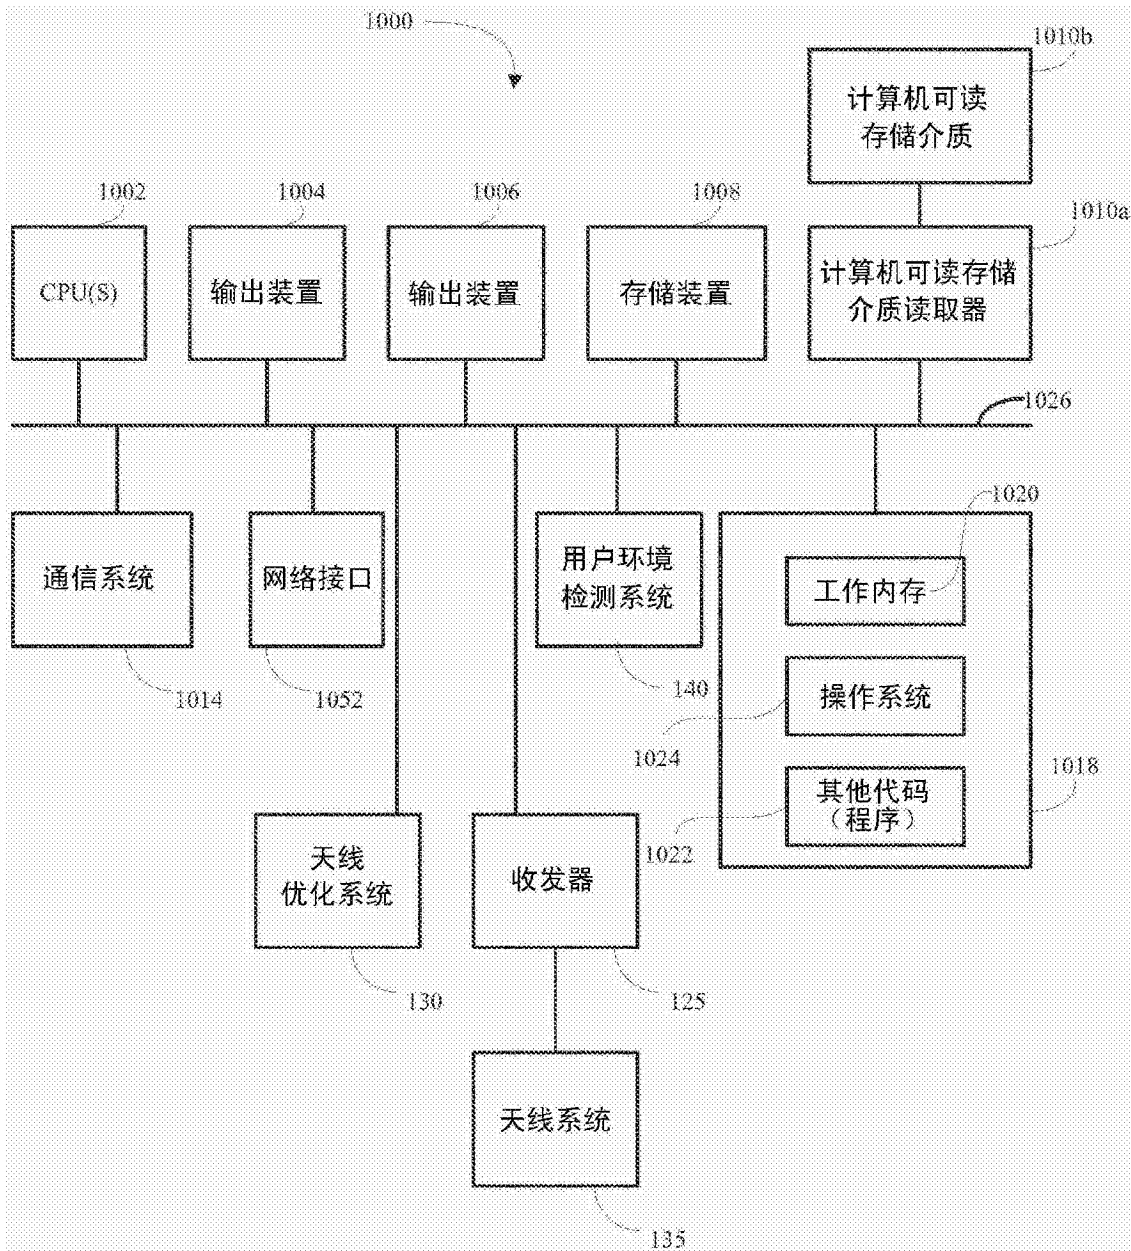 1000
1010b
计算机可读
存储介质
1002
1004
1006
1008
1010a
CPU(S)
输出装置
输出装置
存储装置
计算机可读存储
介质读取器
1026
1020
通信系统
网络接口
用户环境
检测系统
工作内存
1014
1052
140
操作系统
1024
1018
其他代码
（程序）
1022
天线
优化系统
收发器
130
125
天线系统
135